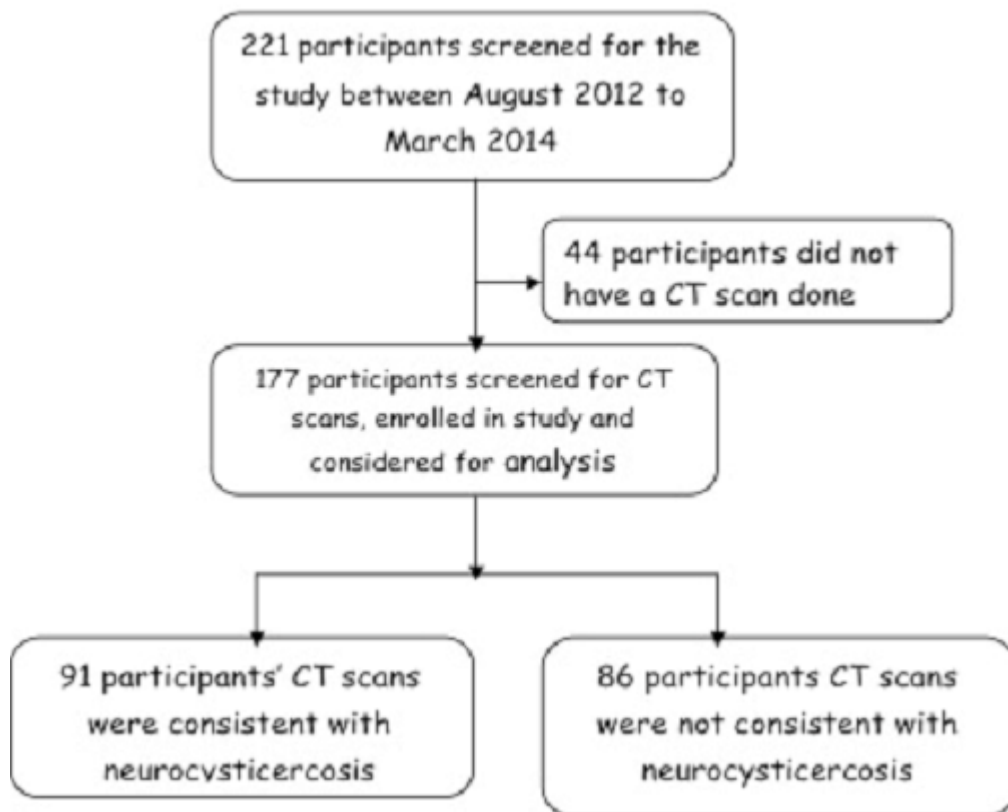 221 participants screened for the
study between August 2012 to
March 2014
44 participants did not
have a CT scan done
177 participants screened for CT
scans, enrolled in study and
considered for analysis
91 participants' CT scans
were consistent with
neurocysticercosis
86 participants CT scans
were not consistent with
neurocysticercosis